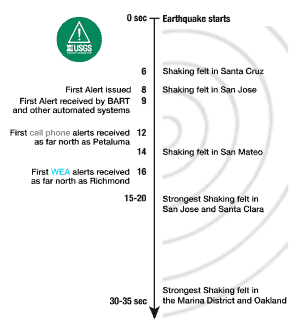 0 sec Earthquake starts
USGS
6 Shaking felt in Santa Cruz
First Alert issued 8 Shaking felt in San Jose
First Alert received by BART 9
and other automated systems
First cell phone alerts received 12
as far north as Petaluma
14 Shaking felt in San Mateo
First WEA alerts received 16
as far north as Richmond
15-20 Strongest Shaking felt in
San Jose and Santa Clara
Strongest Shaking felt in
30-35 sec the Marina District and Oakland